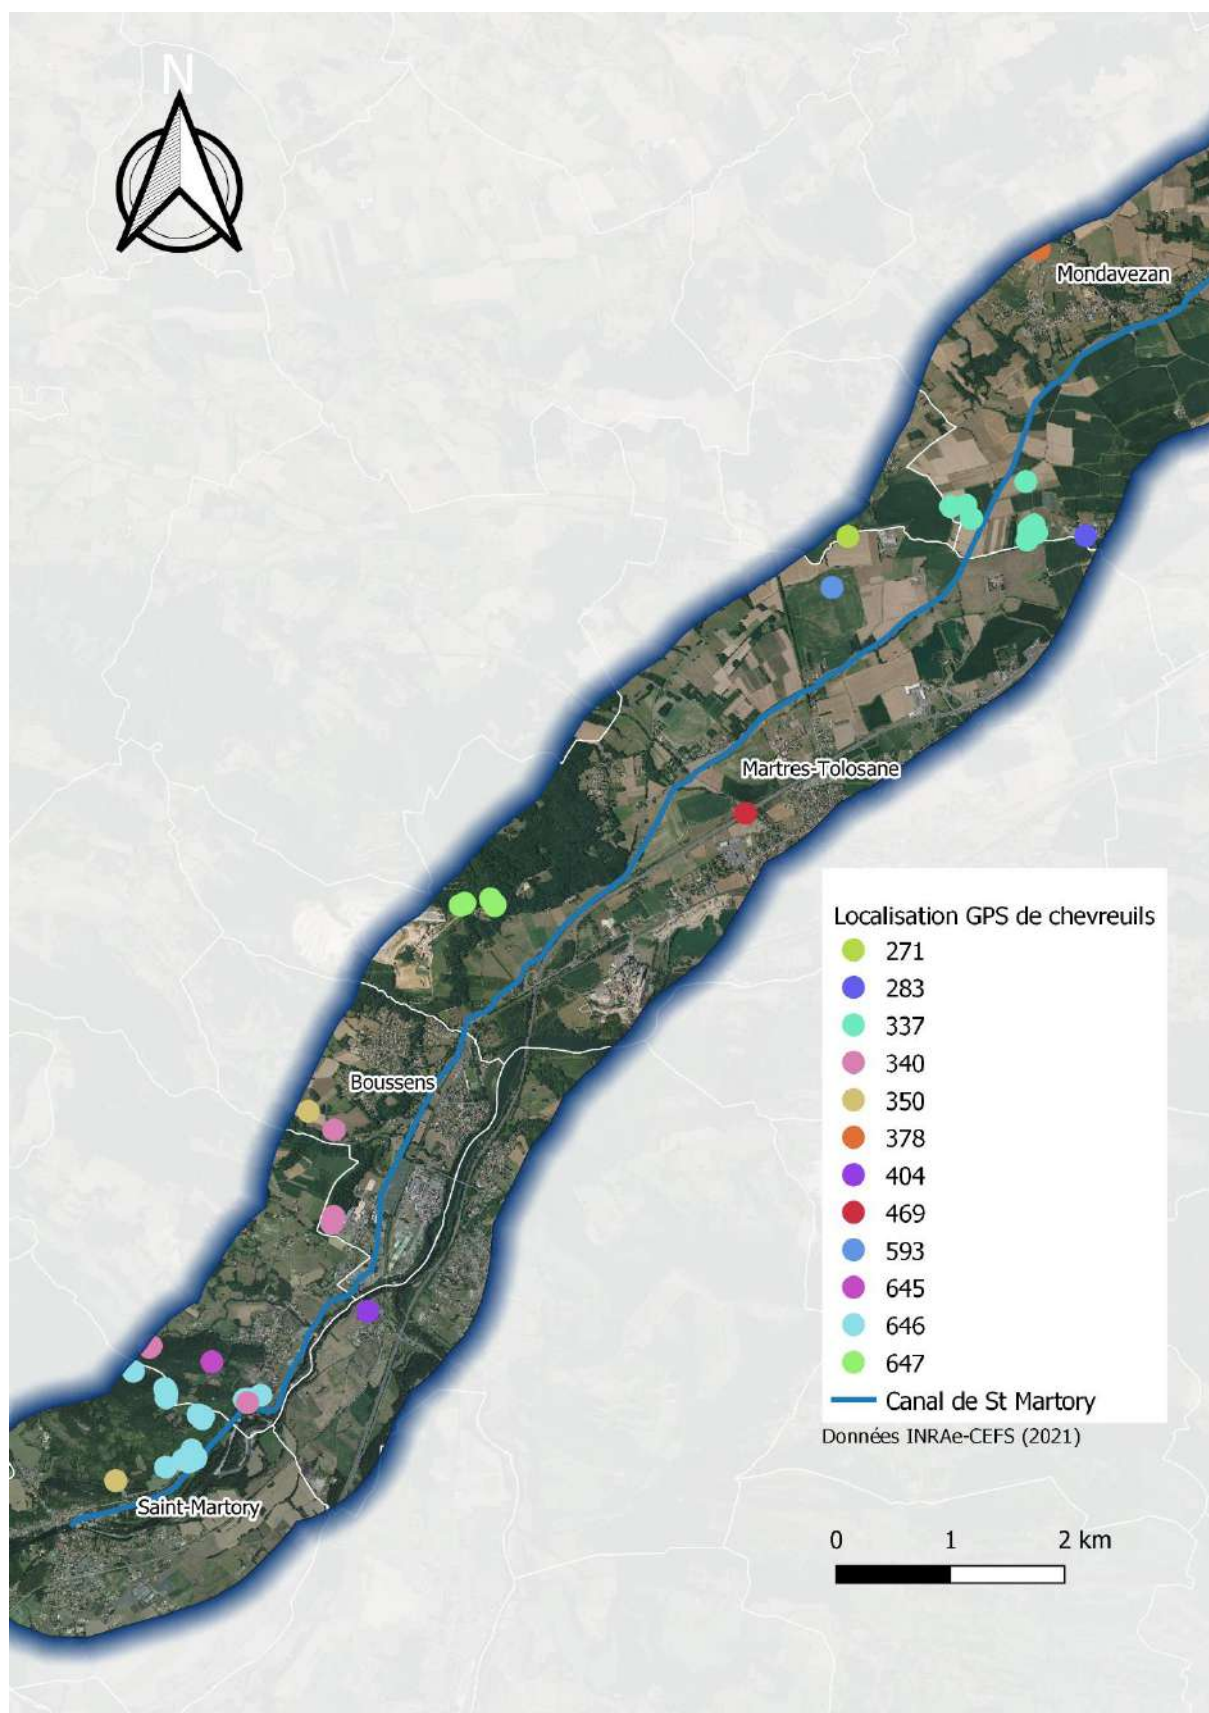 N
Mondavezan
Martres-Tolosane
Boussens
Saint-Martory
Localisation GPS de chevreuils
271
283
337
340
350
378
404
469
593
645
646
647
Canal de St Martory
Données INRAe-CEFS (2021)
0 1 2 km